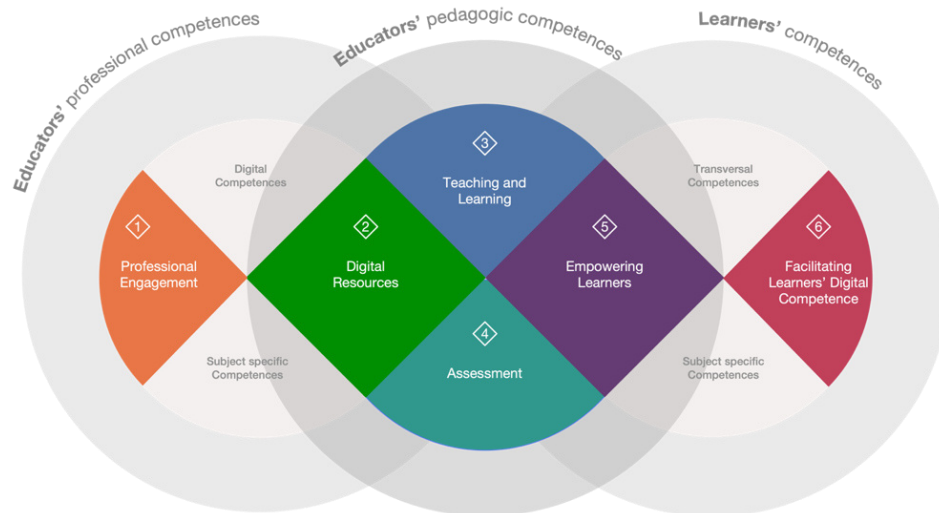 Educators' professional competences
Educators' pedagogic competences
Learners' competences
Digital
Competences
Subject specific
Competences
1
Professional
Engagement
2
Digital
Resources
3
Teaching and
Learning
4
Assessment
5
Empowering
Learners
Transversal
Competences
Subject specific
Competences
6
Facilitating
Learners' Digital
Competence